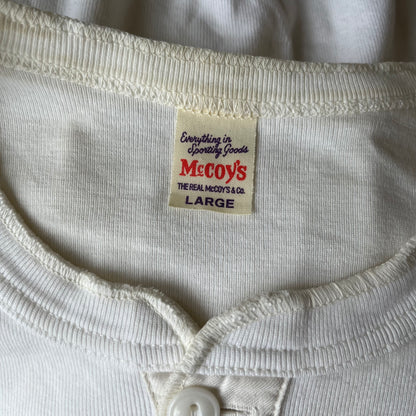 Everything in
Sporting Goods
McCoy's
THE REAL McCOY'S & Co.
LARGE